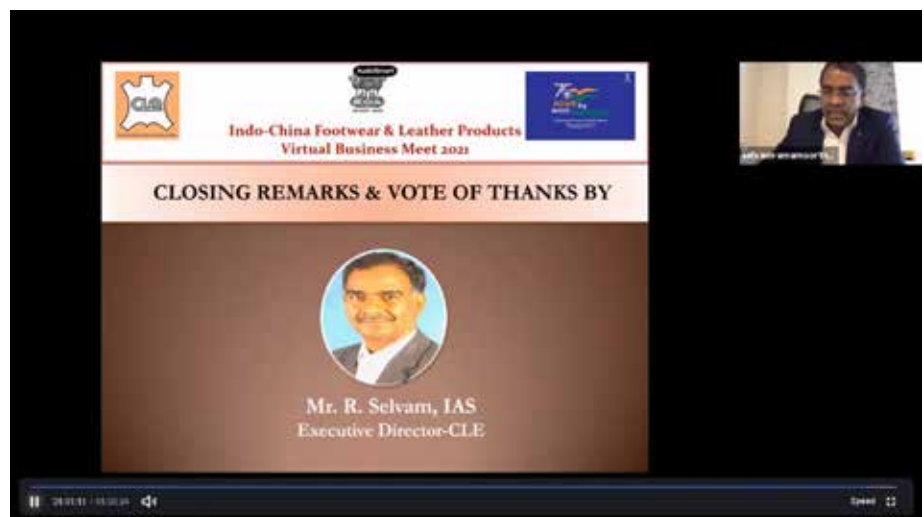 CLE
Indo-China Footwear & Leather Products
Virtual Business Meet 2021
CLOSING REMARKS & VOTE OF THANKS BY
Mr. R. Selvam, IAS
Executive Director-CLE
Speed